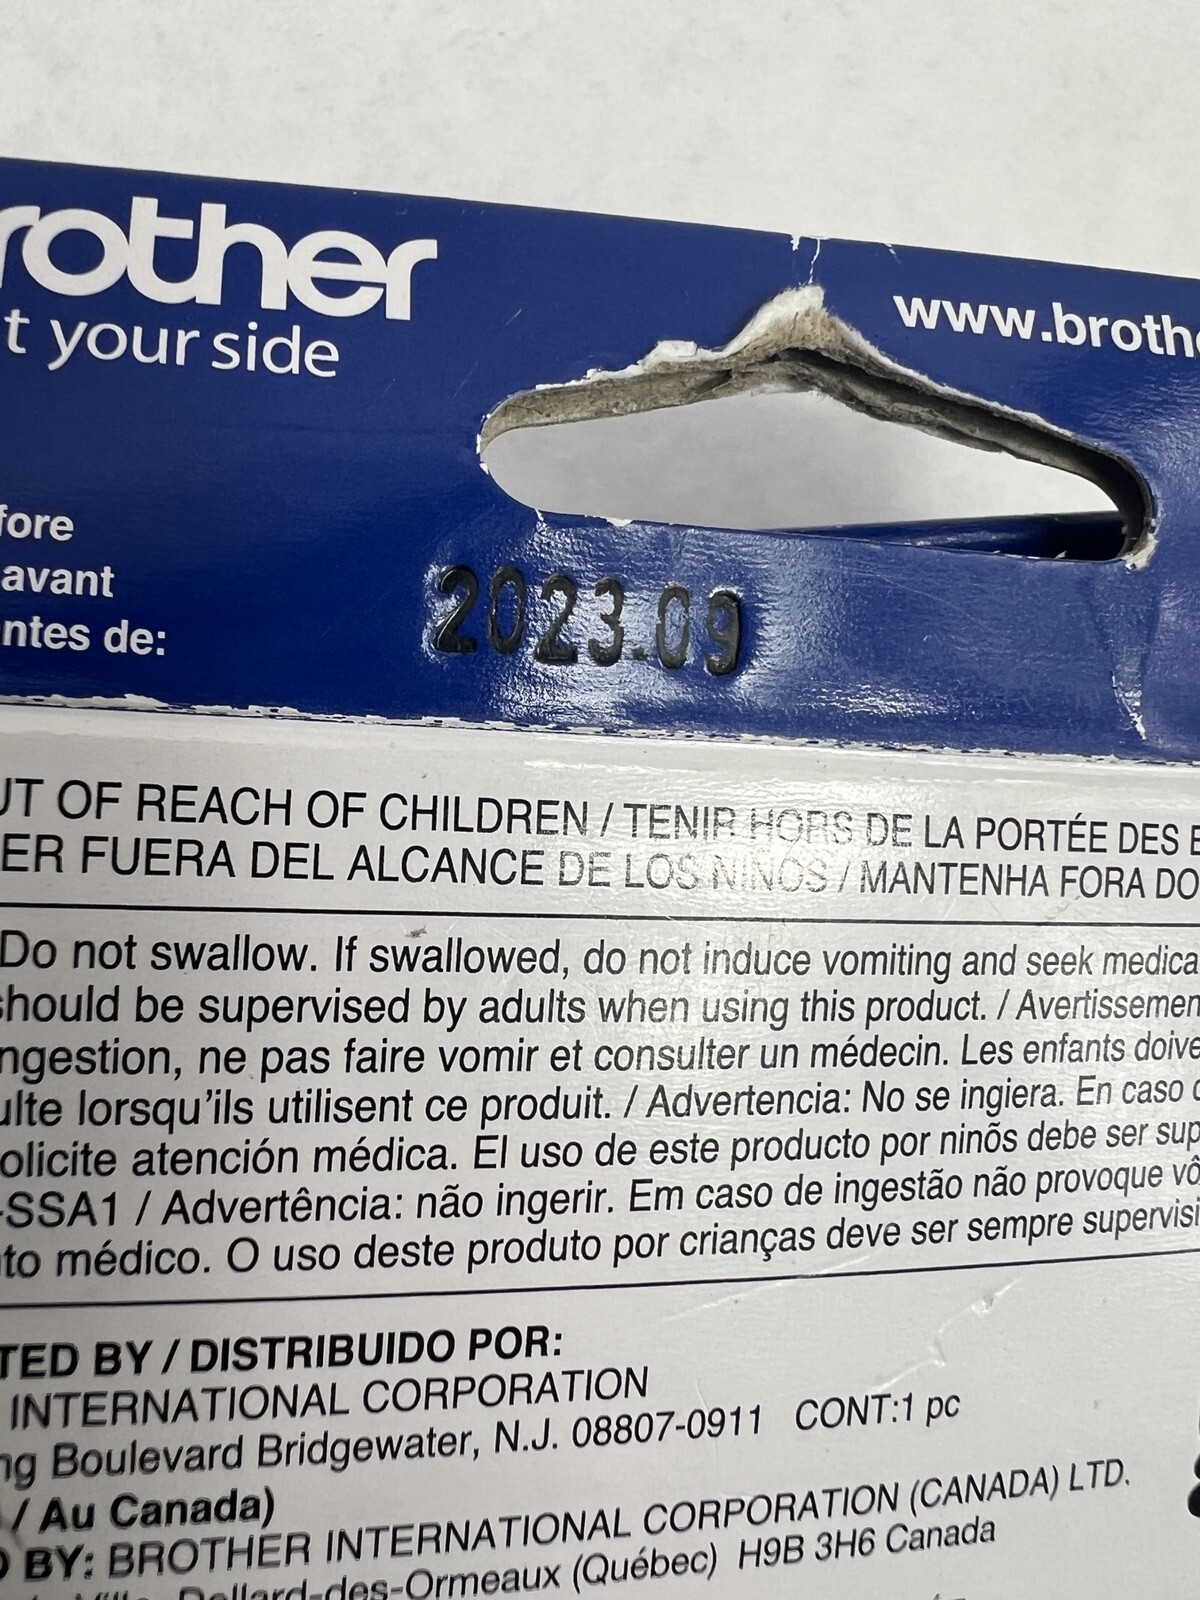 rother
t your side
www.brothe
fore
avant
ntes de:
2023.09
UT OF REACH OF CHILDREN / TENIR HORS DE LA PORTÉE DES E
ER FUERA DEL ALCANCE DE LOS NIÑOS / MANTENHA FORA DO
Do not swallow. If swallowed, do not induce vomiting and seek medica
should be supervised by adults when using this product. / Avertissemen
ngestion, ne pas faire vomir et consulter un médecin. Les enfants doive
ulte lorsqu'ils utilisent ce produit. / Advertencia: No se ingiera. En caso d
olicite atención médica. El uso de este producto por ninõs debe ser sup
-SSA1 / Advertência: não ingerir. Em caso de ingestão não provoque vô
to médico. O uso deste produto por crianças deve ser sempre supervisi
TED BY / DISTRIBUIDO POR:
INTERNATIONAL CORPORATION
ng Boulevard Bridgewater, N.J. 08807-0911 CONT:1 pc
/ Au Canada)
D BY: BROTHER INTERNATIONAL CORPORATION (CANADA) LTD.
Dollard-des-Ormeaux (Québec) H9B 3H6 Canada